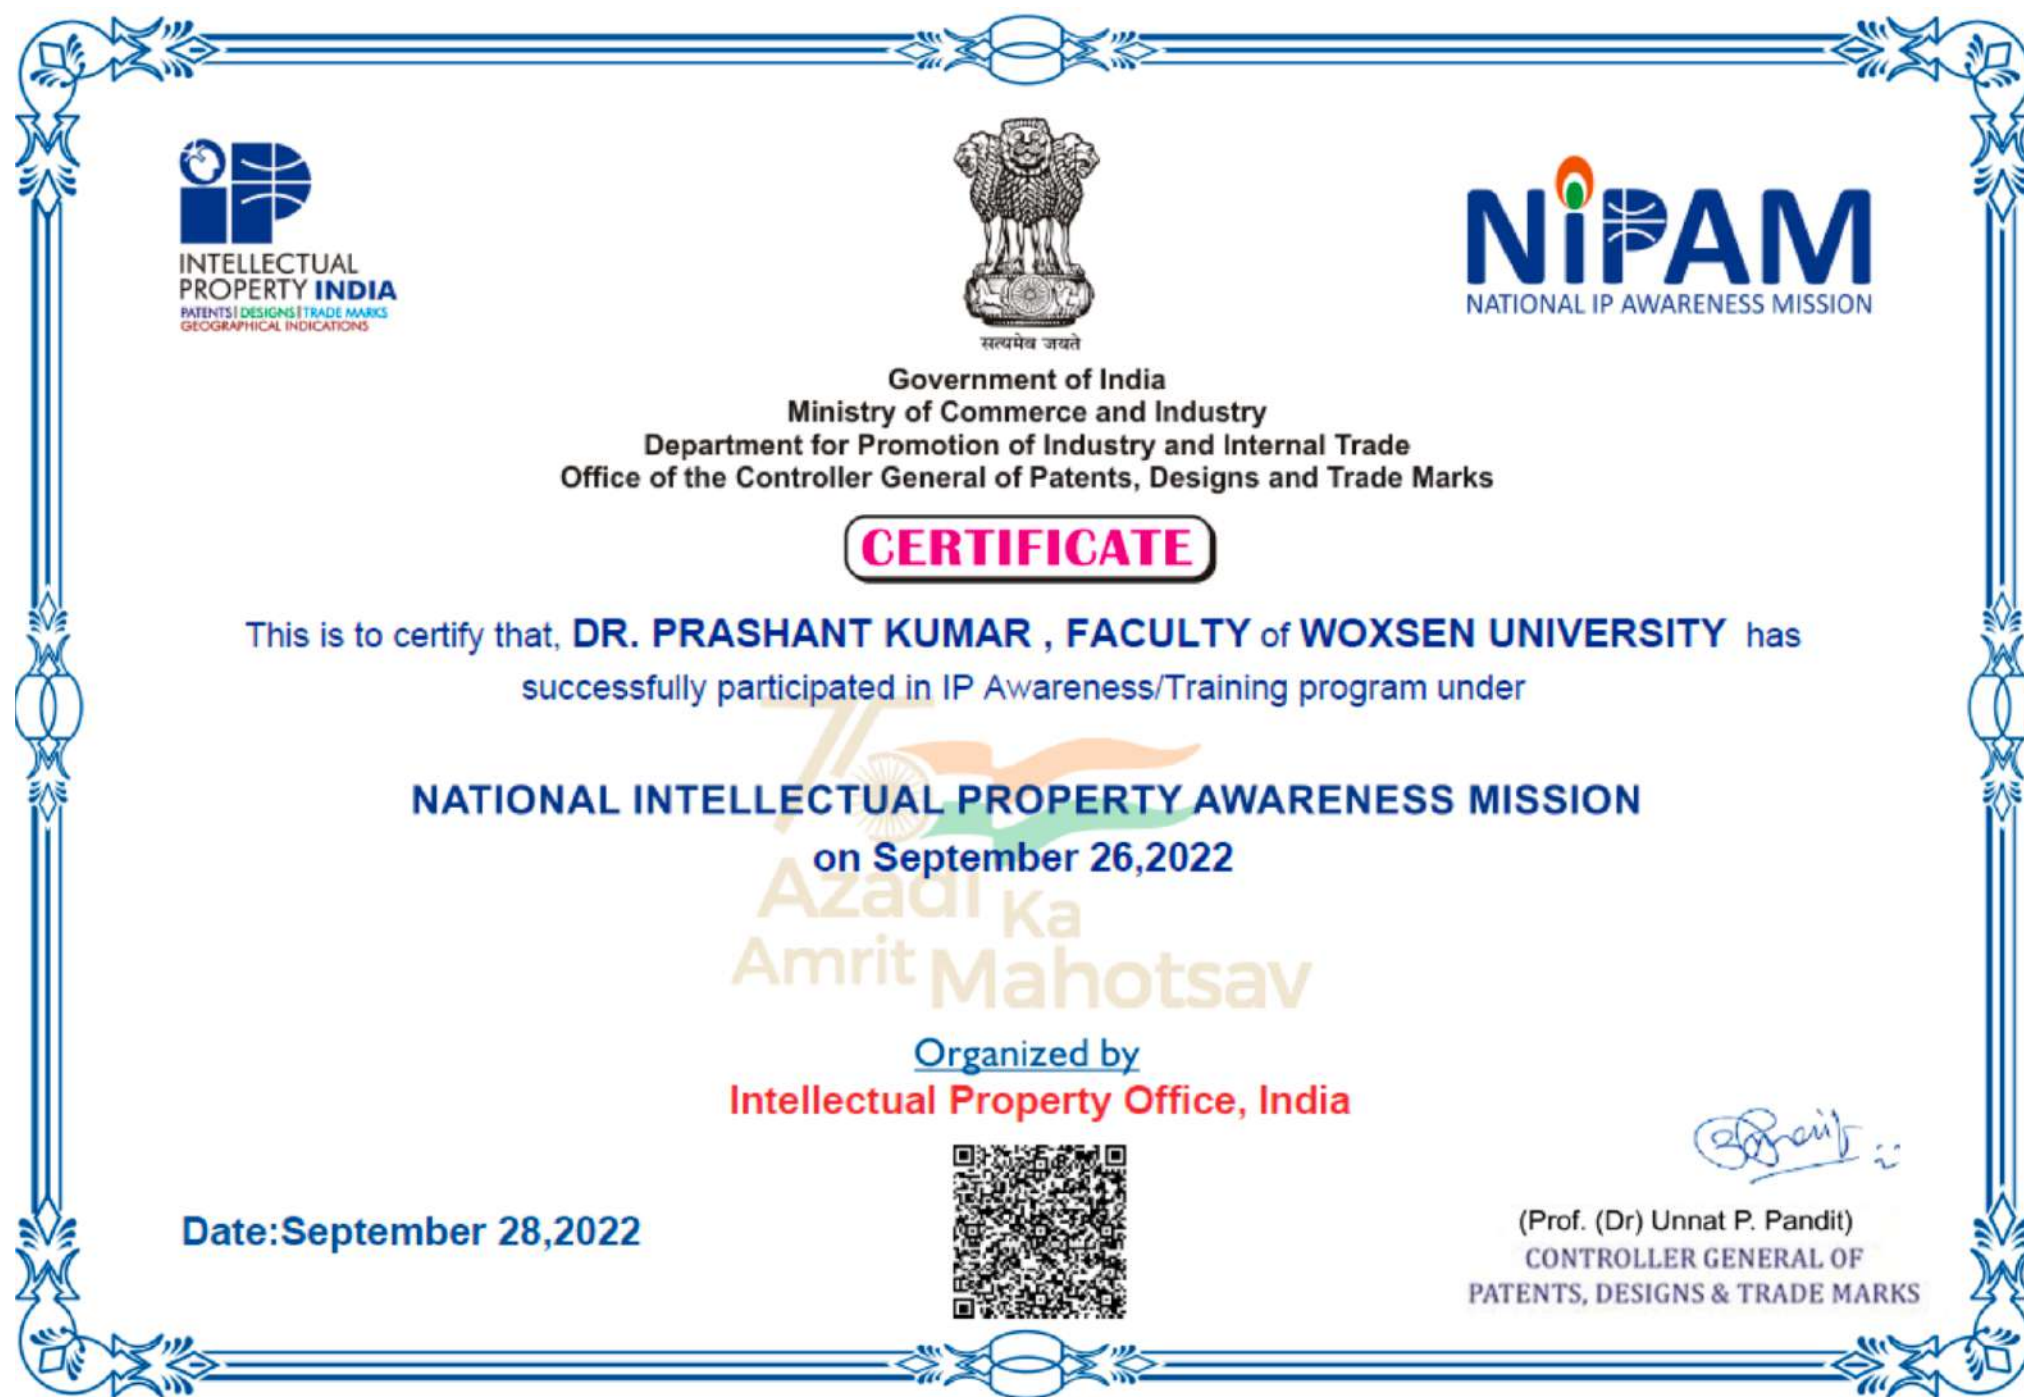 INTELLECTUAL
PROPERTY INDIA
PATENTS | DESIGNS | TRADE MARKS
GEOGRAPHICAL INDICATIONS
सत्यमेव जयते
NiPAM
NATIONAL IP AWARENESS MISSION
Government of India
Ministry of Commerce and Industry
Department for Promotion of Industry and Internal Trade
Office of the Controller General of Patents, Designs and Trade Marks
CERTIFICATE
This is to certify that, DR. PRASHANT KUMAR , FACULTY of WOXSEN UNIVERSITY has
successfully participated in IP Awareness/Training program under
NATIONAL INTELLECTUAL PROPERTY AWARENESS MISSION
on September 26,2022
75
Azadi Ka
Amrit Mahotsav
Organized by
Intellectual Property Office, India
Date:September 28,2022
(Prof. (Dr) Unnat P. Pandit)
CONTROLLER GENERAL OF
PATENTS, DESIGNS & TRADE MARKS